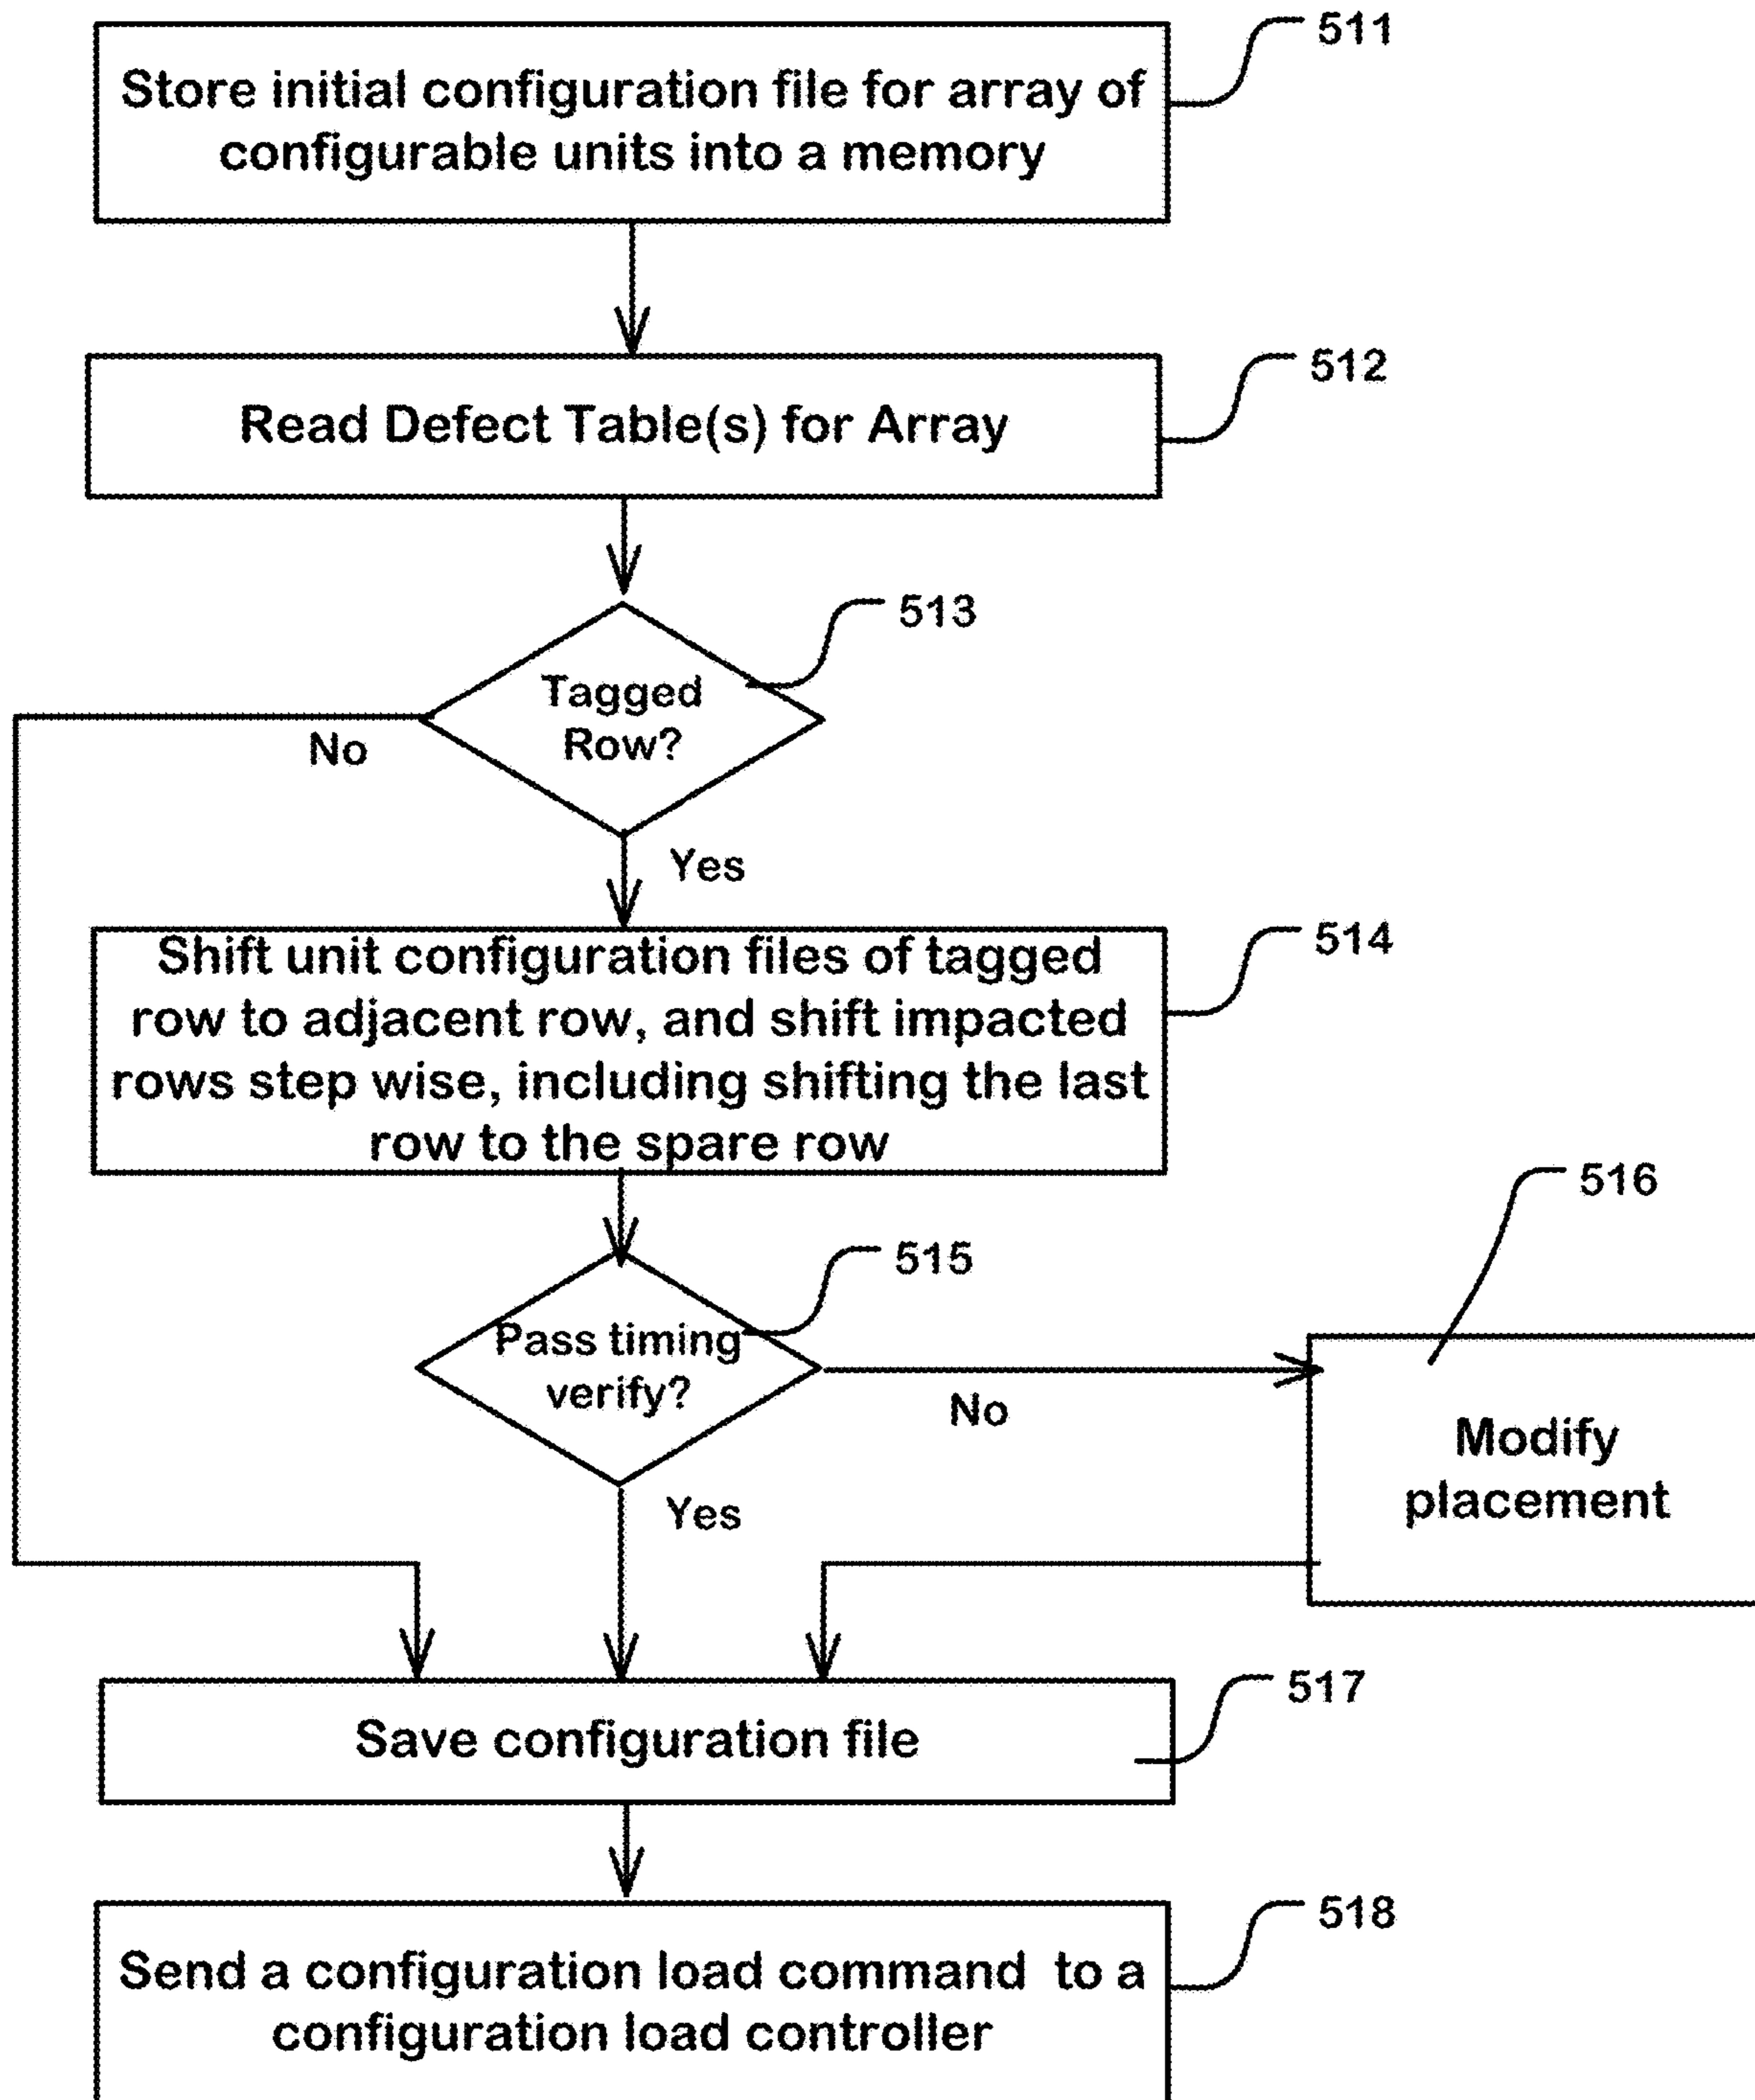 511
Store initial configuration file for array of
configurable units into a memory
512
Read Defect Table(s) for Array
513
Tagged
Row?
No
Yes
514
Shift unit configuration files of tagged
row to adjacent row, and shift impacted
rows step wise, including shifting the last
row to the spare row
516
515
Pass timing
verify?
No
Modify
placement
Yes
517
Save configuration file
518
Send a configuration load command to a
configuration load controller